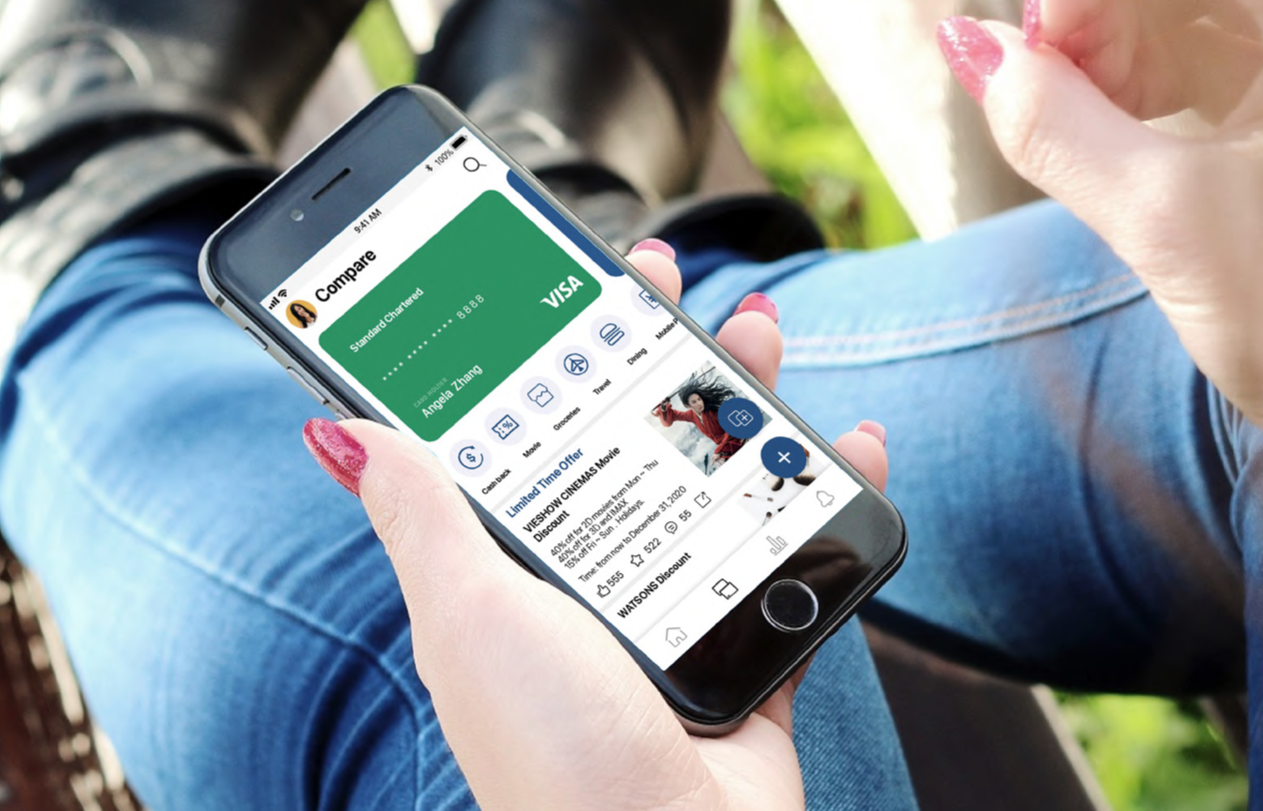 9:41 AM
100%
Compare
Standard Chartered
•••• •••• •••• 8888
VISA
CARD HOLDER
Angela Zhang
Cash back
Movie
Groceries
Travel
Dining
Mobile P
Limited Time Offer
VIESHOW CINEMAS Movie
Discount
40% off for 2D movies from Mon ~ Thu
40% off for 3D and IMAX
15% off Fri ~ Sun . Holidays.
Time: from now to December 31, 2020
555
522
55
WATSONS Discount